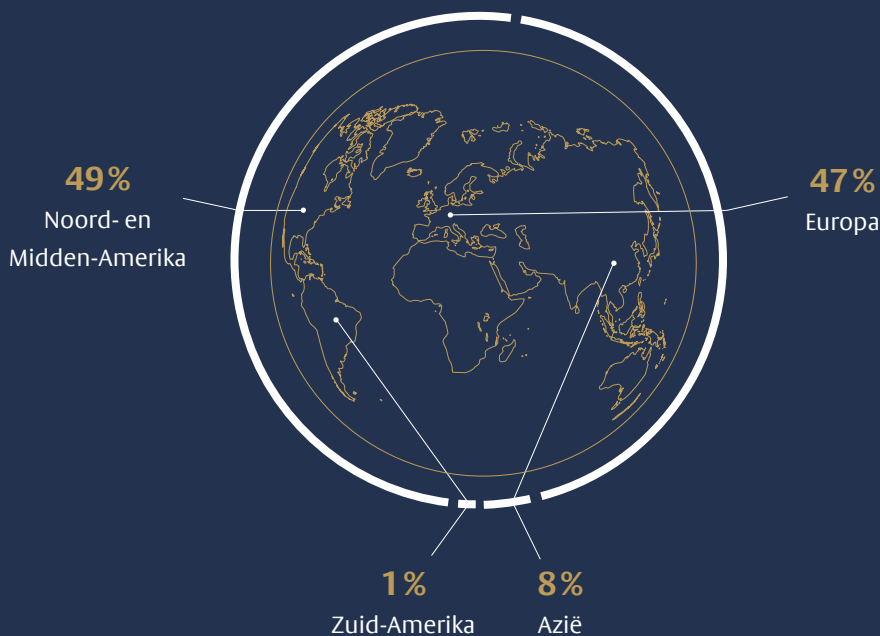 49%
Noord- en
Midden-Amerika
47%
Europa
1%
Zuid-Amerika
8%
Azië